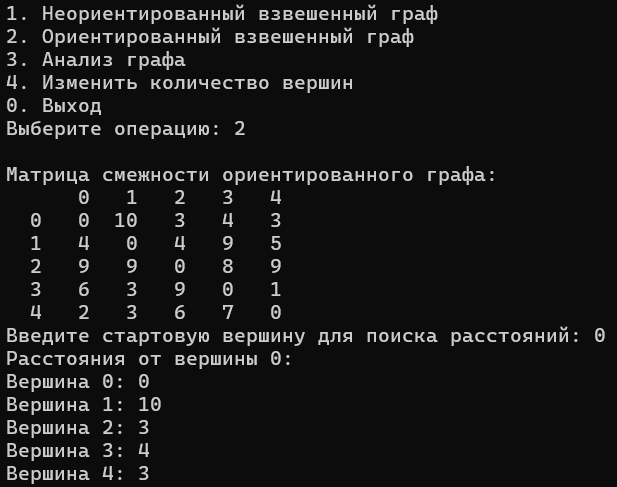 1. Неориентированный взвешенный граф
2. Ориентированный взвешенный граф
3. Анализ графа
4. Изменить количество вершин
0. Выход
Выберите операцию: 2

Матрица смежности ориентированного графа:
      0   1   2   3   4
  0   0  10   3   4   3
  1   4   0   4   9   5
  2   9   9   0   8   9
  3   6   3   9   0   1
  4   2   3   6   7   0
Введите стартовую вершину для поиска расстояний: 0
Расстояния от вершины 0:
Вершина 0: 0
Вершина 1: 10
Вершина 2: 3
Вершина 3: 4
Вершина 4: 3